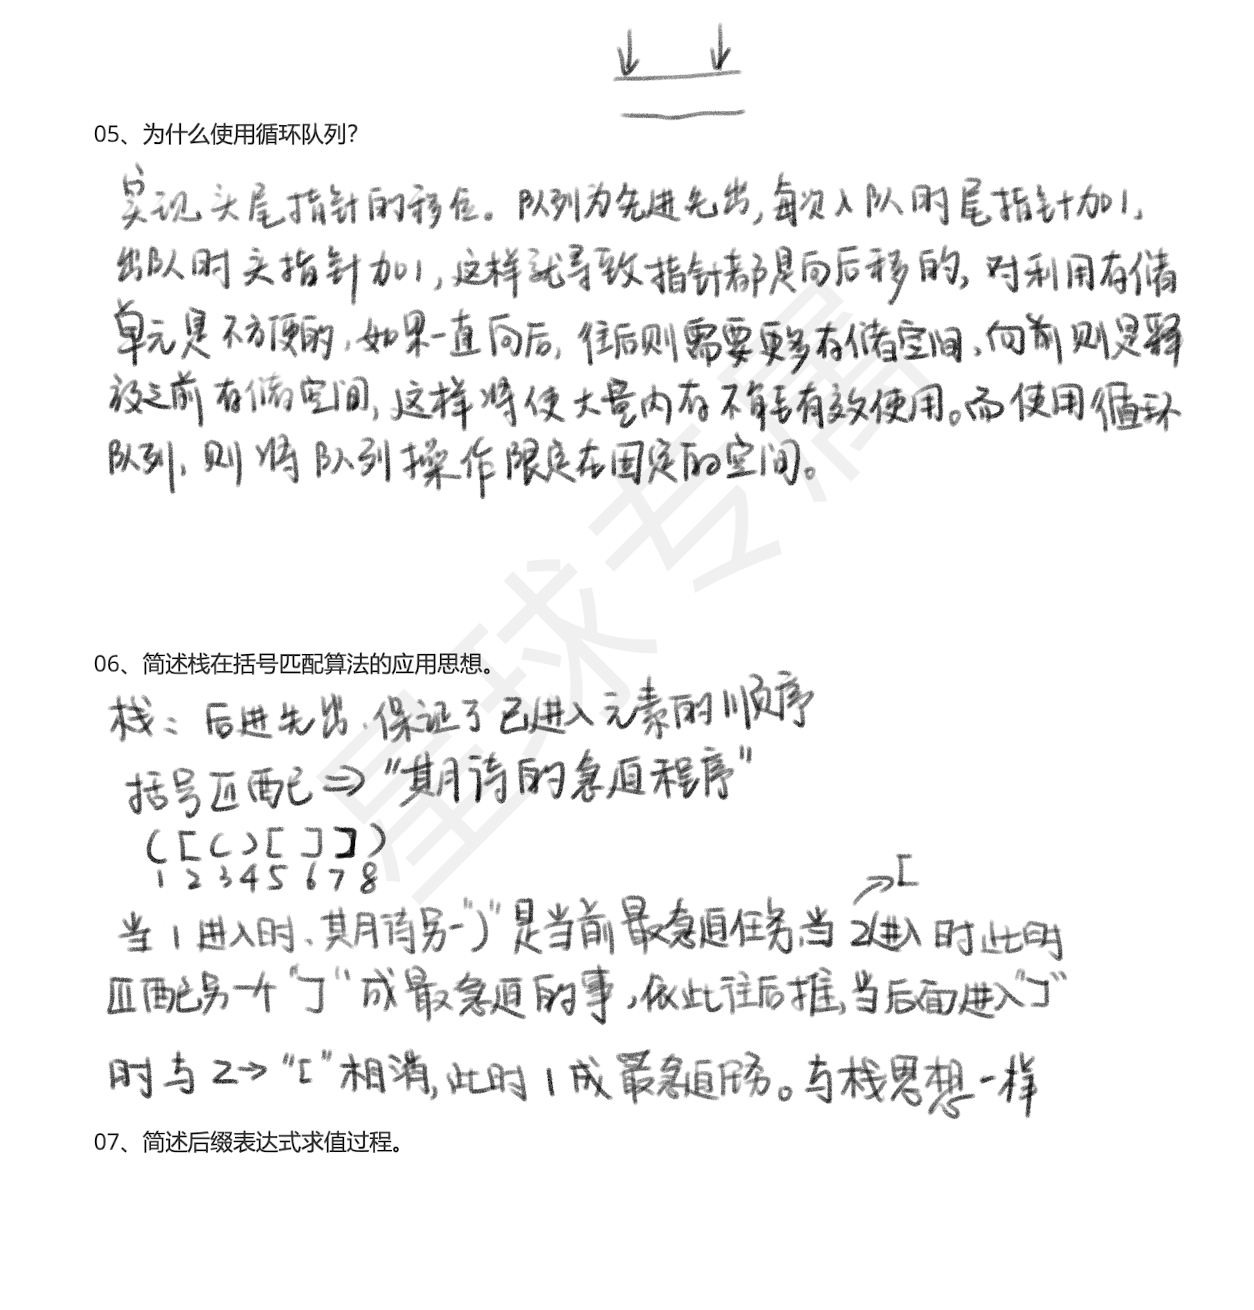 05、为什么使用循环队列？
实现头尾指针的移位。队列为先进先出，每次入队时尾指针加1，
出队时头指针加1，这样就导致指针都是向后移的，对利用存储
单元是不方便的，如果一直向后，往后则需要更多存储空间，向前则是释
放之前存储空间，这样将使大量内存不能有效使用。而使用循环
队列，则将队列操作限定在固定的空间。
06、简述栈在括号匹配算法的应用思想。
栈：后进先出，保证了已进入元素的顺序
括号匹配⇒"期待的急迫程序"
([()[]])
1 2 3 4 5 6 7 8
[
当1进入时、期待另一")"是当前最急迫任务,当2进入时此时
匹配另一个"]"成最急迫的事,依此往后推,当后面进入"]"
时与2→"["相消,此时1成最急迫任务。与栈思想一样
07、简述后缀表达式求值过程。
星球专属